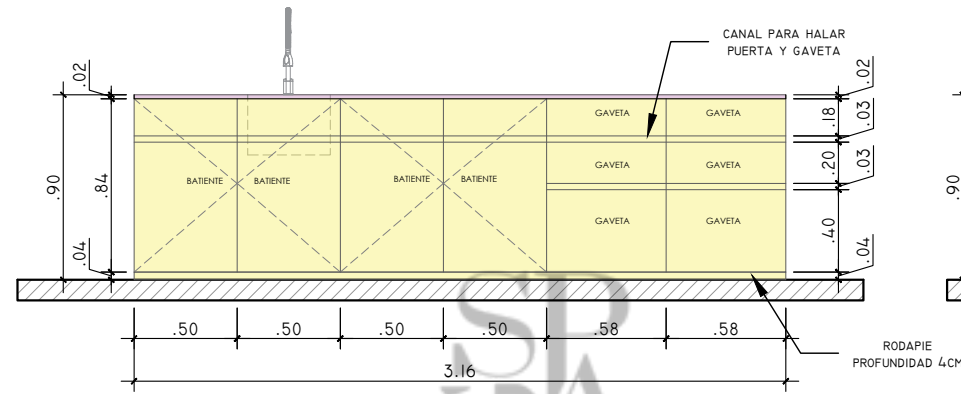 CANAL PARA HALAR
PUERTA Y GAVETA
.02
.02
GAVETA
GAVETA
.18
.03
.90
.84
BATIENTE
BATIENTE
BATIENTE
BATIENTE
GAVETA
GAVETA
.20
.03
.90
GAVETA
GAVETA
.40
.04
.04
.50
.50
.50
.50
.58
.58
RODAPIE
PROFUNDIDAD 4CM
3.16
SP